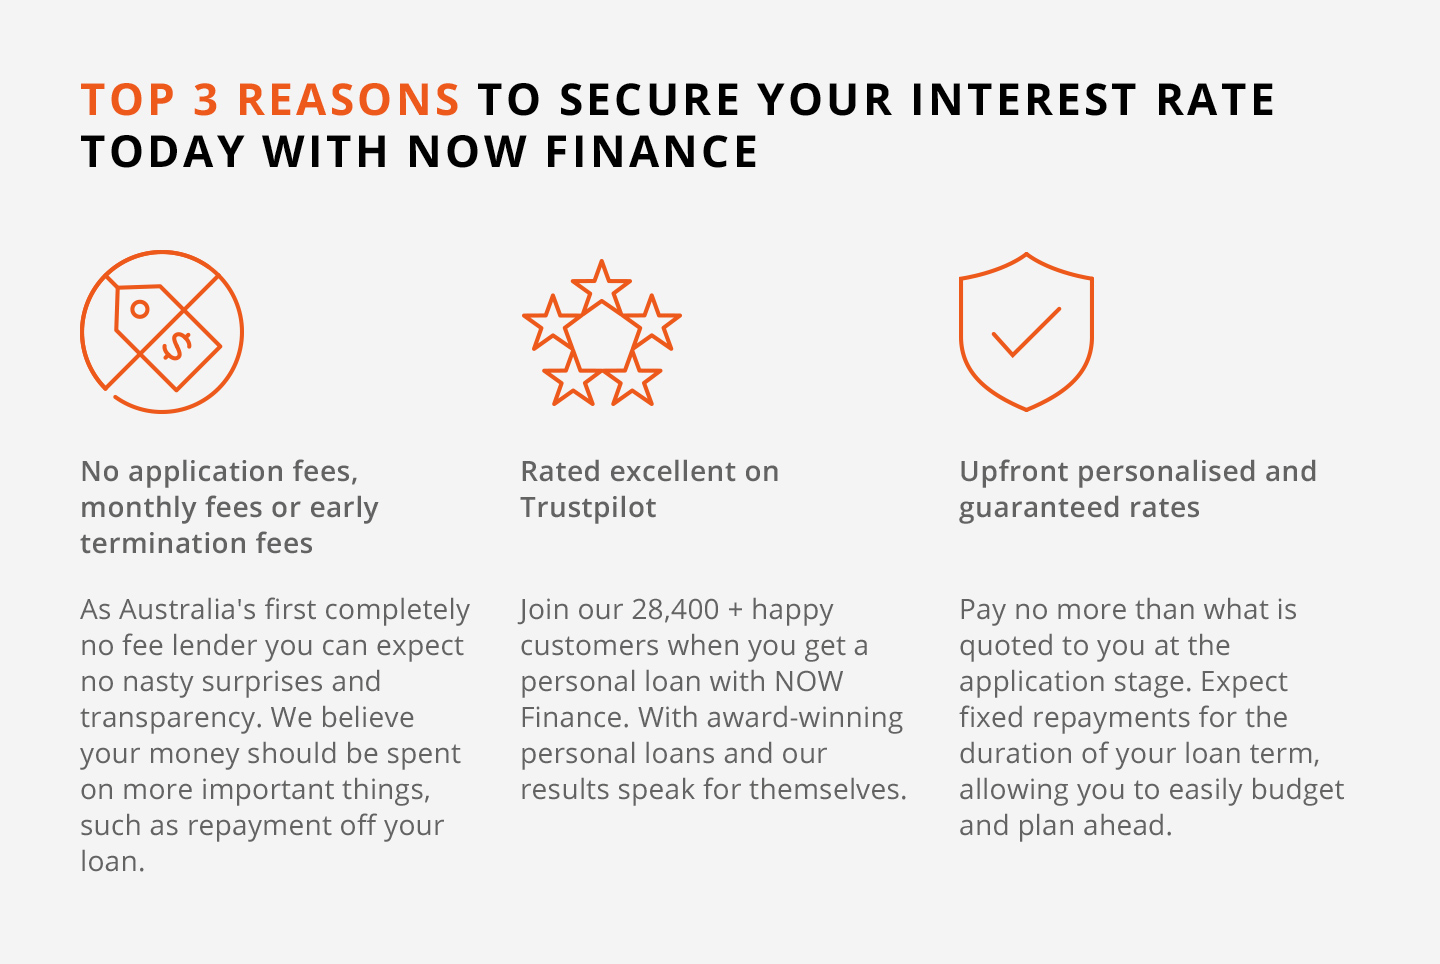 TOP 3 REASONS TO SECURE YOUR INTEREST RATE
TODAY WITH NOW FINANCE
$
No application fees,
monthly fees or early
termination fees
As Australia's first completely
no fee lender you can expect
no nasty surprises and
transparency. We believe
your money should be spent
on more important things,
such as repayment off your
loan.
Rated excellent on
Trustpilot
Join our 28,400 + happy
customers when you get a
personal loan with NOW
Finance. With award-winning
personal loans and our
results speak for themselves.
Upfront personalised and
guaranteed rates
Pay no more than what is
quoted to you at the
application stage. Expect
fixed repayments for the
duration of your loan term,
allowing you to easily budget
and plan ahead.